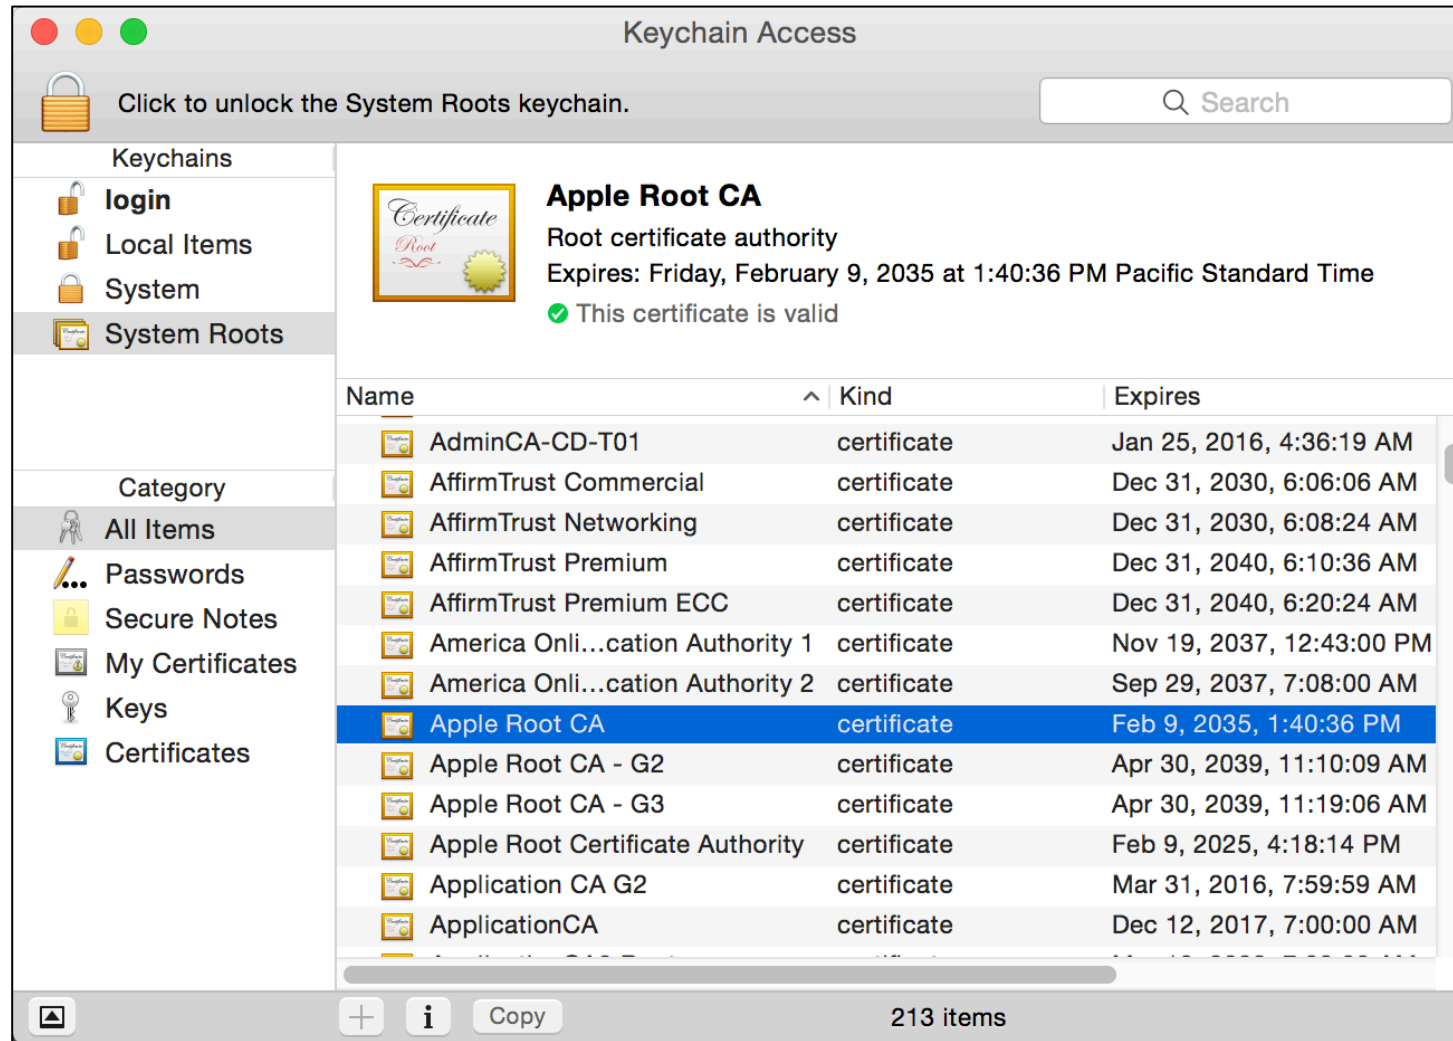 Keychain Access
Click to unlock the System Roots keychain.
Search
Keychains
login
Local Items
System
System Roots
Category
All Items
Passwords
Secure Notes
My Certificates
Keys
Certificates
Certificate
Root
Apple Root CA
Root certificate authority
Expires: Friday, February 9, 2035 at 1:40:36 PM Pacific Standard Time
This certificate is valid
Name Kind Expires
AdminCA-CD-T01 certificate Jan 25, 2016, 4:36:19 AM
AffirmTrust Commercial certificate Dec 31, 2030, 6:06:06 AM
AffirmTrust Networking certificate Dec 31, 2030, 6:08:24 AM
AffirmTrust Premium certificate Dec 31, 2040, 6:10:36 AM
AffirmTrust Premium ECC certificate Dec 31, 2040, 6:20:24 AM
America Onli...cation Authority 1 certificate Nov 19, 2037, 12:43:00 PM
America Onli...cation Authority 2 certificate Sep 29, 2037, 7:08:00 AM
Apple Root CA certificate Feb 9, 2035, 1:40:36 PM
Apple Root CA - G2 certificate Apr 30, 2039, 11:10:09 AM
Apple Root CA - G3 certificate Apr 30, 2039, 11:19:06 AM
Apple Root Certificate Authority certificate Feb 9, 2025, 4:18:14 PM
Application CA G2 certificate Mar 31, 2016, 7:59:59 AM
ApplicationCA certificate Dec 12, 2017, 7:00:00 AM
Copy
213 items